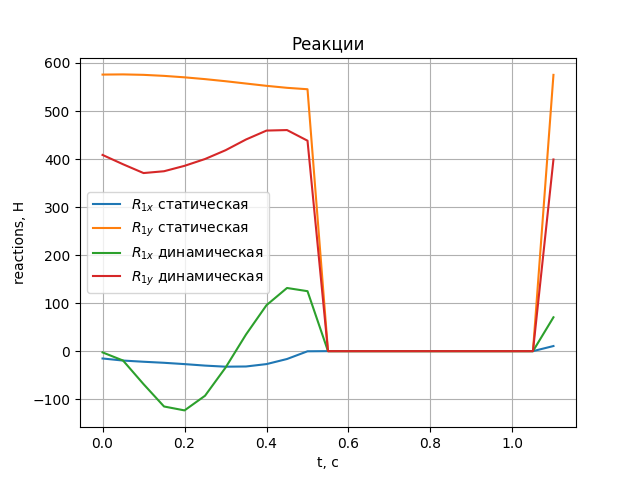 Реакции
600
500
400
300
200
100
0
−100
reactions, H
R1x статическая
R1y статическая
R1x динамическая
R1y динамическая
0.0 0.2 0.4 0.6 0.8 1.0
t, c